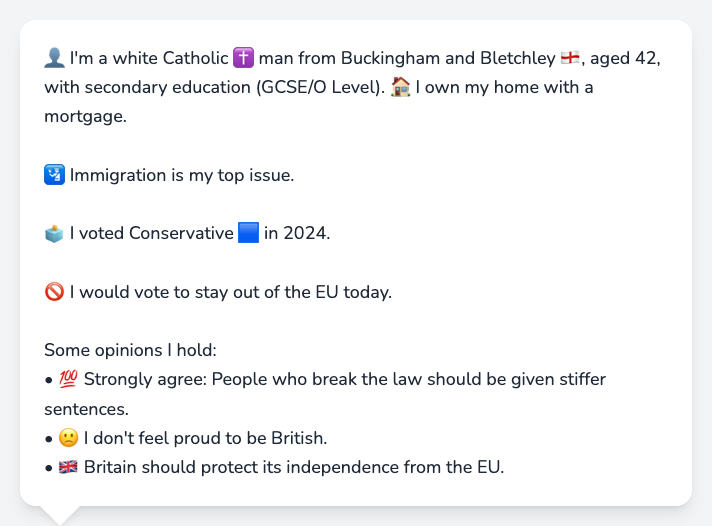 👤 I'm a white Catholic ✝️ man from Buckingham and Bletchley 🏴󠁧󠁢󠁥󠁮󠁧󠁿, aged 42,
with secondary education (GCSE/O Level). 🏠 I own my home with a
mortgage.
🛂 Immigration is my top issue.
🗳️ I voted Conservative 🟦 in 2024.
🚫 I would vote to stay out of the EU today.
Some opinions I hold:
• 💯 Strongly agree: People who break the law should be given stiffer
sentences.
• 🙁 I don't feel proud to be British.
• 🇬🇧 Britain should protect its independence from the EU.